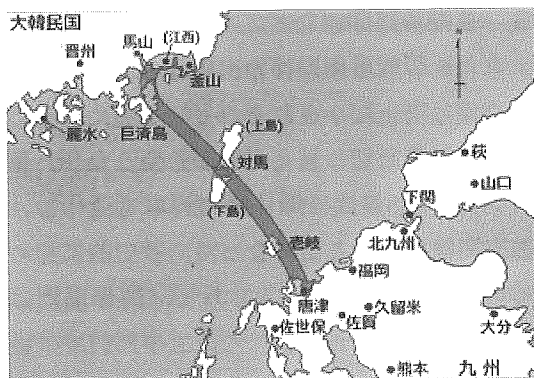 大韓民国
馬山
(江西)
晋州
釜山
麗水
巨済島
(上島)
対馬
(下島)
萩
山口
下関
壱岐
北九州
福岡
唐津
久留米
佐賀
佐世保
大分
熊本
九州